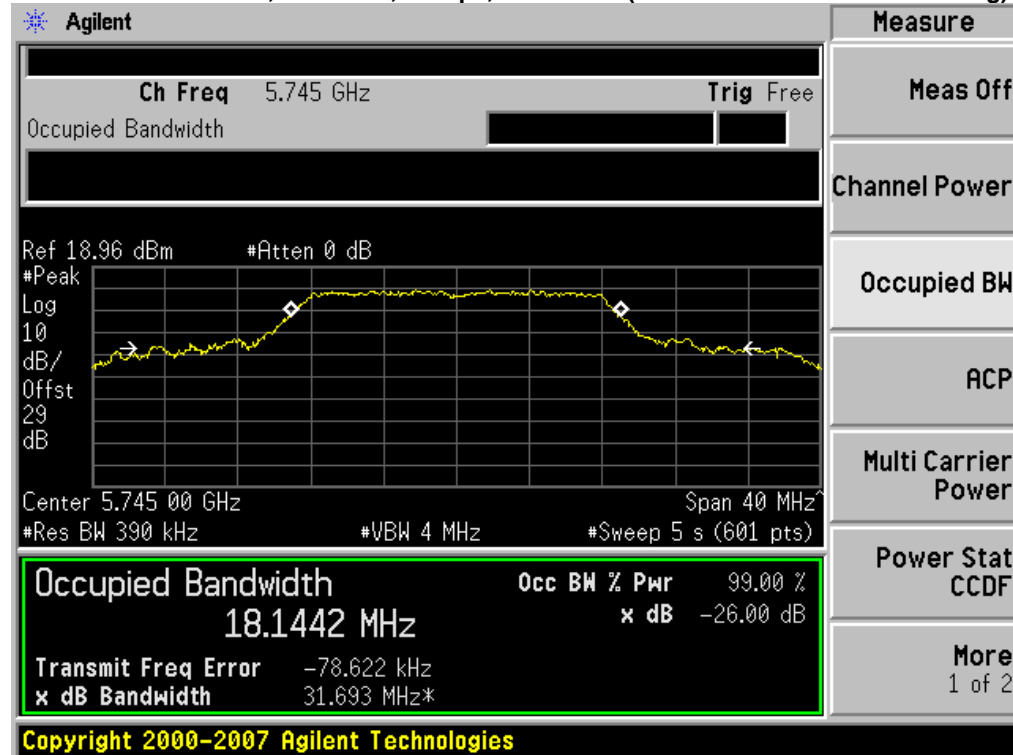 Agilent
Measure
Ch Freq 5.745 GHz Trig Free
Occupied Bandwidth
Meas Off
Channel Power
Occupied BW
ACP
Multi Carrier
Power
Power Stat
CCDF
More
1 of 2
Ref 18.96 dBm #Atten 0 dB
#Peak
Log
10
dB/
Offst
29
dB
Center 5.745 00 GHz Span 40 MHz^
#Res BW 390 kHz #VBW 4 MHz #Sweep 5 s (601 pts)
Occupied Bandwidth Occ BW % Pwr 99.00 %
18.1442 MHz x dB -26.00 dB
Transmit Freq Error -78.622 kHz
x dB Bandwidth 31.693 MHz*
Copyright 2000-2007 Agilent Technologies